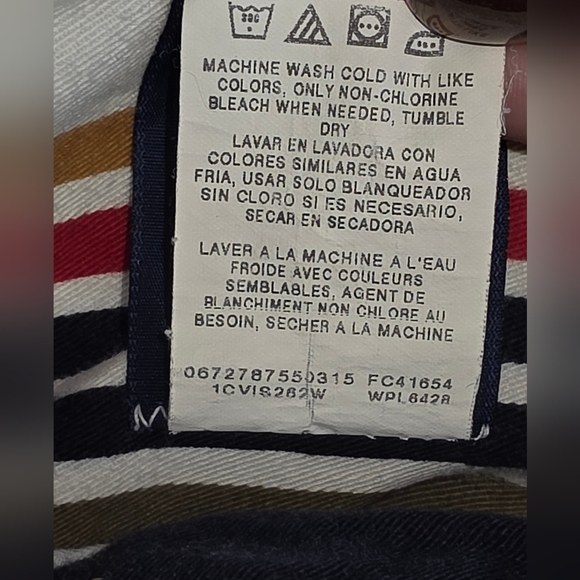 30C
MACHINE WASH COLD WITH LIKE
COLORS, ONLY NON-CHLORINE
BLEACH WHEN NEEDED, TUMBLE
DRY
LAVAR EN LAVADORA CON
COLORES SIMILARES EN AGUA
FRIA, USAR SOLO BLANQUEADOR
SIN CLORO SI ES NECESARIO,
SECAR EN SECADORA
LAVER A LA MACHINE A L'EAU
FROIDE AVEC COULEURS
SEMBLABLES, AGENT DE
BLANCHIMENT NON CHLORE AU
BESOIN, SECHER A LA MACHINE
0672787550315 FC41654
1CVIS262W WPL6428